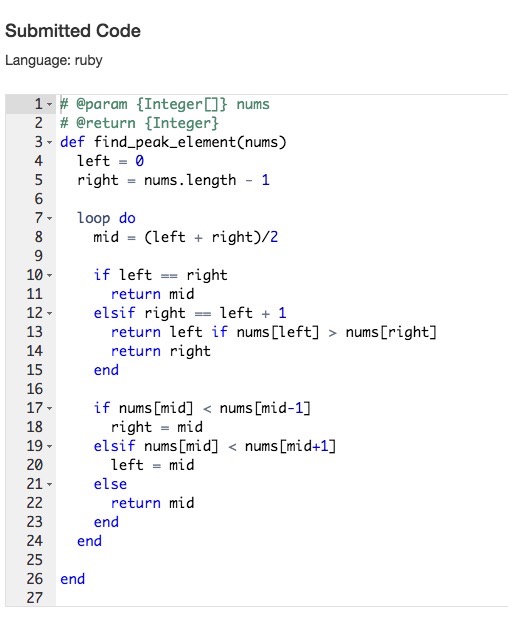 Submitted Code
Language: ruby
1 # @param {Integer[]} nums
2 # @return {Integer}
3 def find_peak_element(nums)
4   left = 0
5   right = nums.length - 1
6
7   loop do
8     mid = (left + right)/2
9
10     if left == right
11       return mid
12     elsif right == left + 1
13       return left if nums[left] > nums[right]
14       return right
15     end
16
17     if nums[mid] < nums[mid-1]
18       right = mid
19     elsif nums[mid] < nums[mid+1]
20       left = mid
21     else
22       return mid
23     end
24   end
25
26 end
27